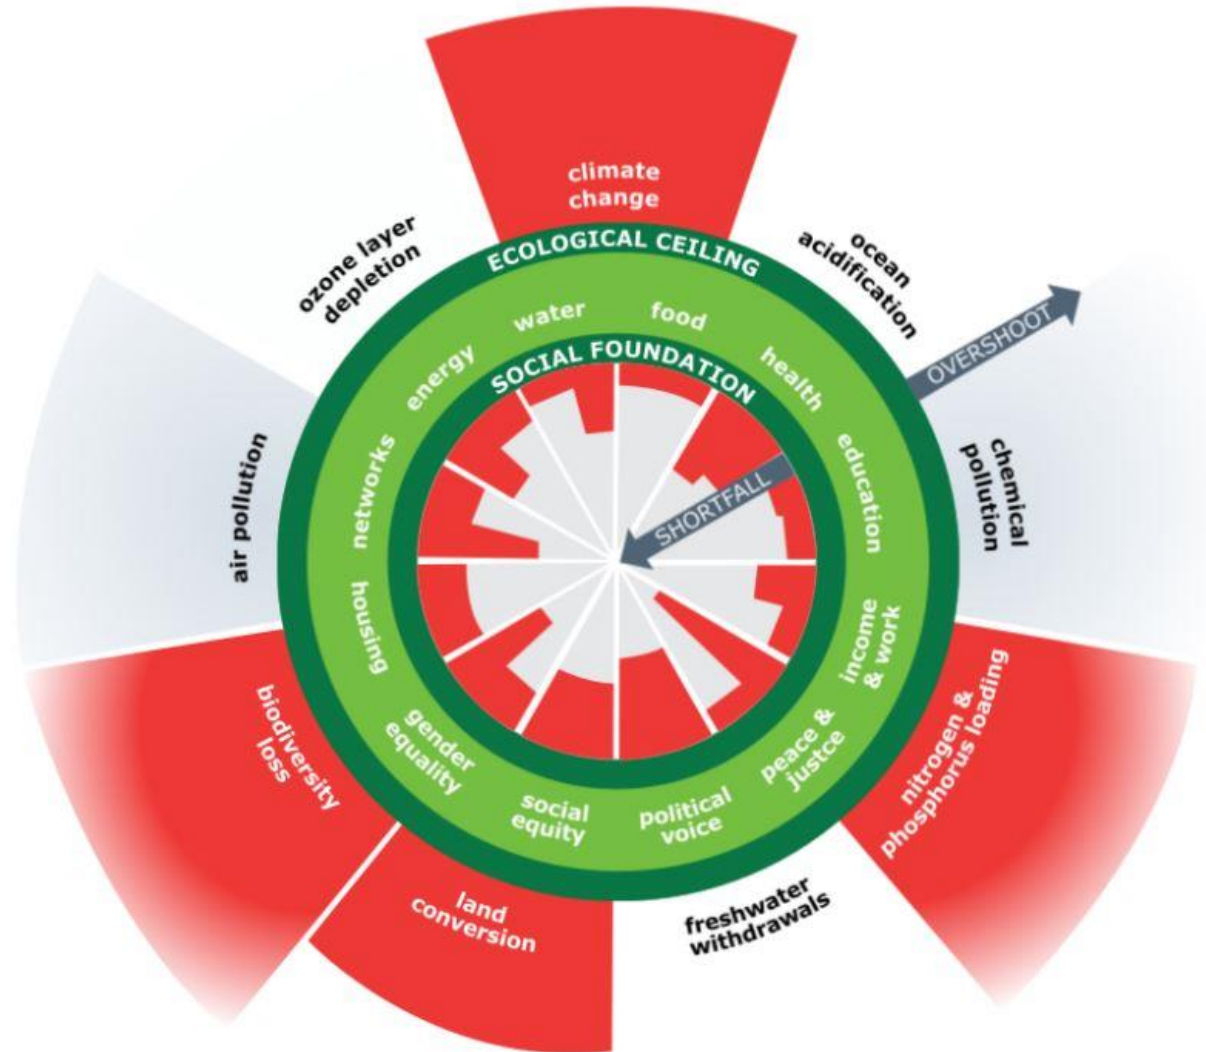 climate
change
ozone layer
depletion
ocean
acidification
ECOLOGICAL CEILING
OVERSHOOT
water
food
energy
health
SOCIAL FOUNDATION
networks
education
air pollution
chemical
pollution
SHORTFALL
housing
income
& work
biodiversity
loss
nitrogen &
phosphorus loading
gender
equality
peace &
justce
social
equity
political
voice
land
conversion
freshwater
withdrawals